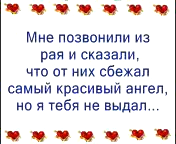 Мне позвонили из
рая и сказали,
что от них сбежал
самый красивый ангел,
но я тебя не выдал...